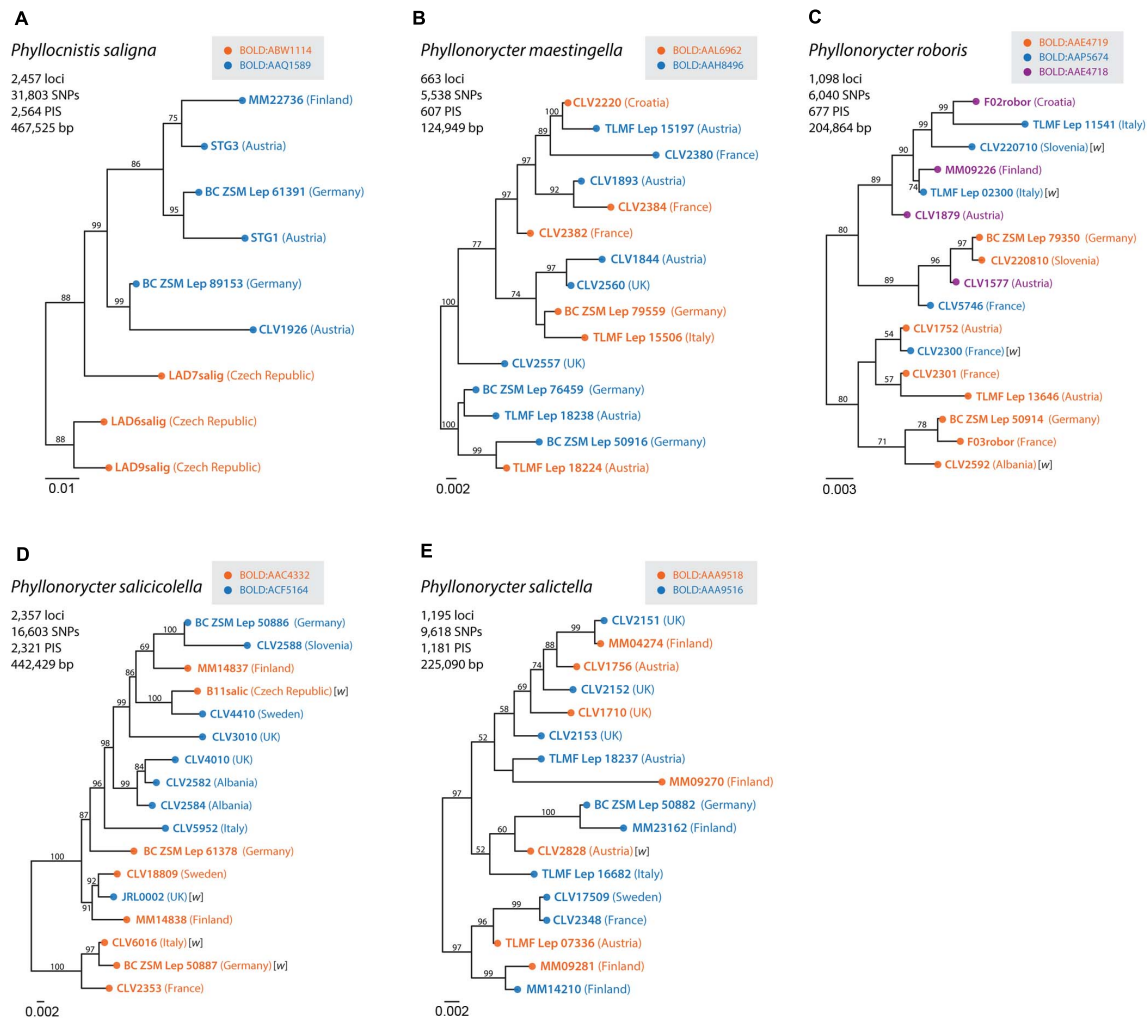 A
Phyllocnistis saligna
BOLD:ABW1114
BOLD:AAQ1589
2,457 loci
31,803 SNPs
2,564 PIS
467,525 bp
MM22736 (Finland)
75
STG3 (Austria)
86
BC ZSM Lep 61391 (Germany)
95
STG1 (Austria)
99
BC ZSM Lep 89153 (Germany)
99
CLV1926 (Austria)
88
LAD7salig (Czech Republic)
LAD6salig (Czech Republic)
88
LAD9salig (Czech Republic)
0.01
B
Phyllonorycter maestingella
BOLD:AAL6962
BOLD:AAH8496
663 loci
5,538 SNPs
607 PIS
124,949 bp
CLV2220 (Croatia)
100
TLMF Lep 15197 (Austria)
89
CLV2380 (France)
97
CLV1893 (Austria)
92
CLV2384 (France)
97
CLV2382 (France)
77
CLV1844 (Austria)
97
CLV2560 (UK)
74
BC ZSM Lep 79559 (Germany)
100
TLMF Lep 15506 (Italy)
CLV2557 (UK)
BC ZSM Lep 76459 (Germany)
TLMF Lep 18238 (Austria)
100
BC ZSM Lep 50916 (Germany)
99
TLMF Lep 18224 (Austria)
0.002
C
Phyllonorycter roboris
BOLD:AAE4719
BOLD:AAP5674
BOLD:AAE4718
1,098 loci
6,040 SNPs
677 PIS
204,864 bp
F02robor (Croatia)
99
TLMF Lep 11541 (Italy)
99
CLV220710 (Slovenia) [w]
90
MM09226 (Finland)
74
TLMF Lep 02300 (Italy) [w]
89
CLV1879 (Austria)
80
BC ZSM Lep 79350 (Germany)
97
CLV220810 (Slovenia)
96
CLV1577 (Austria)
89
CLV5746 (France)
CLV1752 (Austria)
54
CLV2300 (France) [w]
CLV2301 (France)
57
TLMF Lep 13646 (Austria)
80
BC ZSM Lep 50914 (Germany)
78
F03robor (France)
71
CLV2592 (Albania) [w]
0.003
D
Phyllonorycter salicicolella
BOLD:AAC4332
BOLD:ACF5164
2,357 loci
16,603 SNPs
2,321 PIS
442,429 bp
BC ZSM Lep 50886 (Germany)
100
CLV2588 (Slovenia)
69
MM14837 (Finland)
86
B11salic (Czech Republic) [w]
100
CLV4410 (Sweden)
99
CLV3010 (UK)
98
CLV4010 (UK)
84
CLV2582 (Albania)
99
CLV2584 (Albania)
96
CLV5952 (Italy)
87
BC ZSM Lep 61378 (Germany)
100
CLV18809 (Sweden)
92
JRL0002 (UK) [w]
91
MM14838 (Finland)
CLV6016 (Italy) [w]
97
BC ZSM Lep 50887 (Germany) [w]
100
CLV2353 (France)
0.002
E
Phyllonorycter salictella
BOLD:AAA9518
BOLD:AAA9516
1,195 loci
9,618 SNPs
1,181 PIS
225,090 bp
CLV2151 (UK)
99
MM04274 (Finland)
88
CLV1756 (Austria)
74
CLV2152 (UK)
69
CLV1710 (UK)
58
CLV2153 (UK)
52
TLMF Lep 18237 (Austria)
MM09270 (Finland)
97
BC ZSM Lep 50882 (Germany)
100
MM23162 (Finland)
60
CLV2828 (Austria) [w]
52
TLMF Lep 16682 (Italy)
CLV17509 (Sweden)
99
CLV2348 (France)
96
TLMF Lep 07336 (Austria)
97
MM09281 (Finland)
99
MM14210 (Finland)
0.002